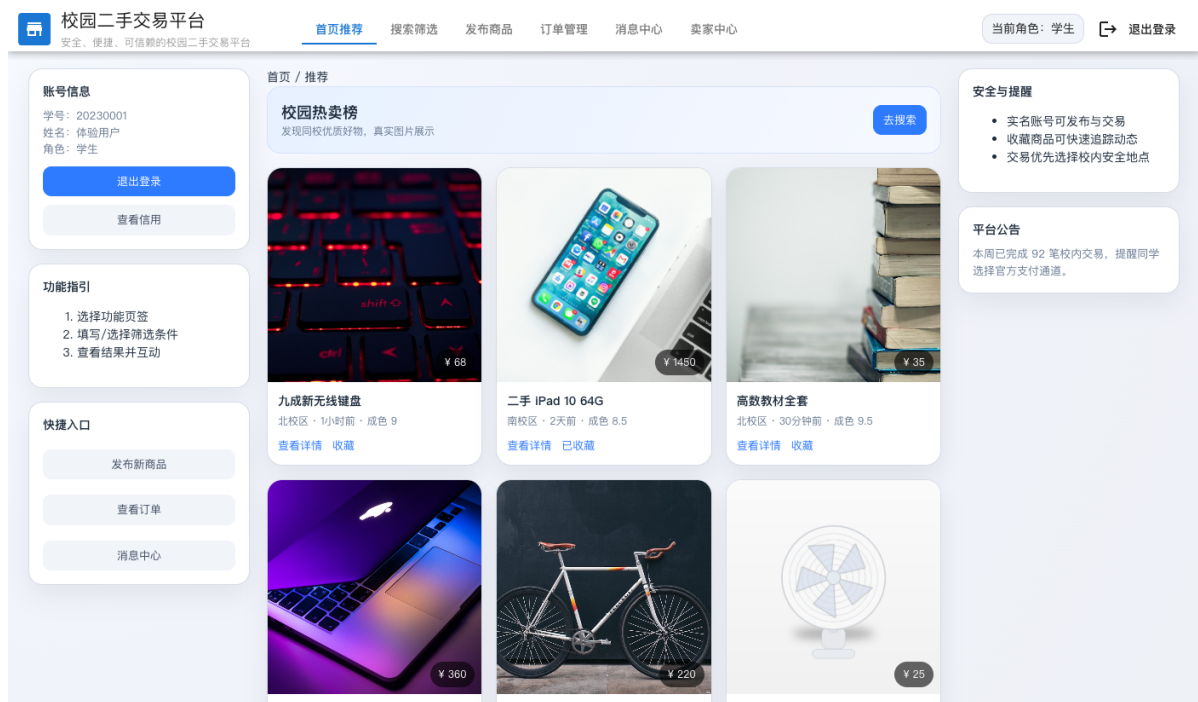 校园二手交易平台
安全、便捷、可信赖的校园二手交易平台
首页推荐 搜索筛选 发布商品 订单管理 消息中心 卖家中心
当前角色：学生
退出登录
账号信息
学号：20230001
姓名：体验用户
角色：学生
退出登录
查看信用
功能指引
1. 选择功能页签
2. 填写/选择筛选条件
3. 查看结果并互动
快捷入口
发布新商品
查看订单
消息中心
首页 / 推荐
校园热卖榜
发现同校优质好物，真实图片展示
去搜索
shift
ctrl
¥ 68
九成新无线键盘
北校区 · 1小时前 · 成色 9
查看详情 收藏
¥ 1450
二手 iPad 10 64G
南校区 · 2天前 · 成色 8.5
查看详情 已收藏
¥ 35
高数教材全套
北校区 · 30分钟前 · 成色 9.5
查看详情 收藏
¥ 360
¥ 220
¥ 25
安全与提醒
• 实名账号可发布与交易
• 收藏商品可快速追踪动态
• 交易优先选择校内安全地点
平台公告
本周已完成 92 笔校内交易，提醒同学
选择官方支付通道。